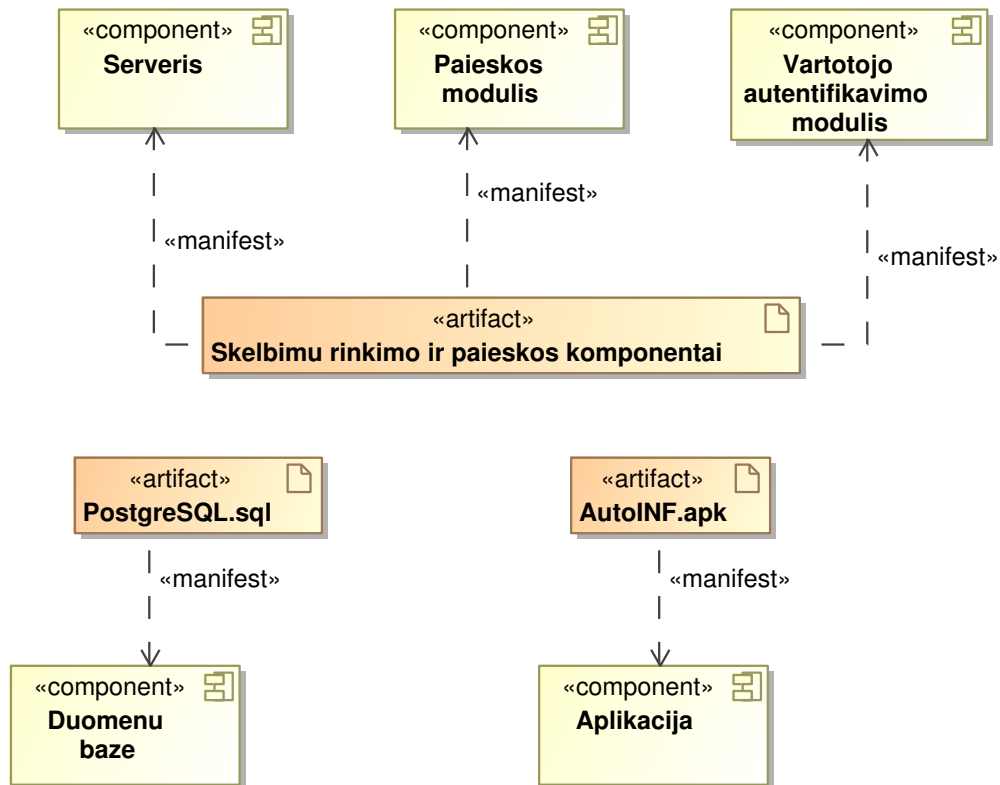 «component»
Serveris
«component»
Paieskos
modulis
«component»
Vartotojo
autentifikavimo
modulis
«manifest»
«manifest»
«manifest»
«artifact»
Skelbimu rinkimo ir paieskos komponentai
«artifact»
PostgreSQL.sql
«artifact»
AutoINF.apk
«manifest»
«manifest»
«component»
Duomenu
baze
«component»
Aplikacija